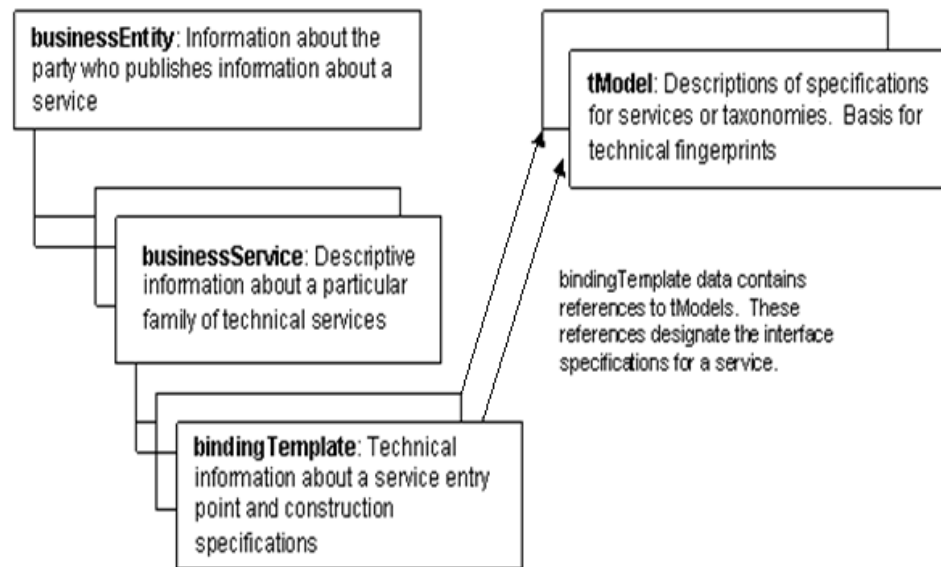 businessEntity: Information about the
party who publishes information about a
service
tModel: Descriptions of specifications
for services or taxonomies. Basis for
technical fingerprints
businessService: Descriptive
information about a particular
family of technical services
bindingTemplate data contains
references to tModels. These
references designate the interface
specifications for a service.
bindingTemplate: Technical
information about a service entry
point and construction
specifications